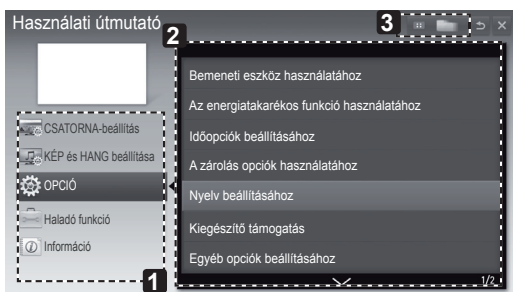 Használati útmutató
2
3
Bemeneti eszköz használatához
Az energiatakarékos funkció használatához
Időopciók beállításához
A zárolás opciók használatához
Nyelv beállításához
Kiegészítő támogatás
Egyéb opciók beállításához
1/2
CSATORNA-beállítás
KÉP és HANG beállítása
OPCIÓ
Haladó funkció
Információ
1